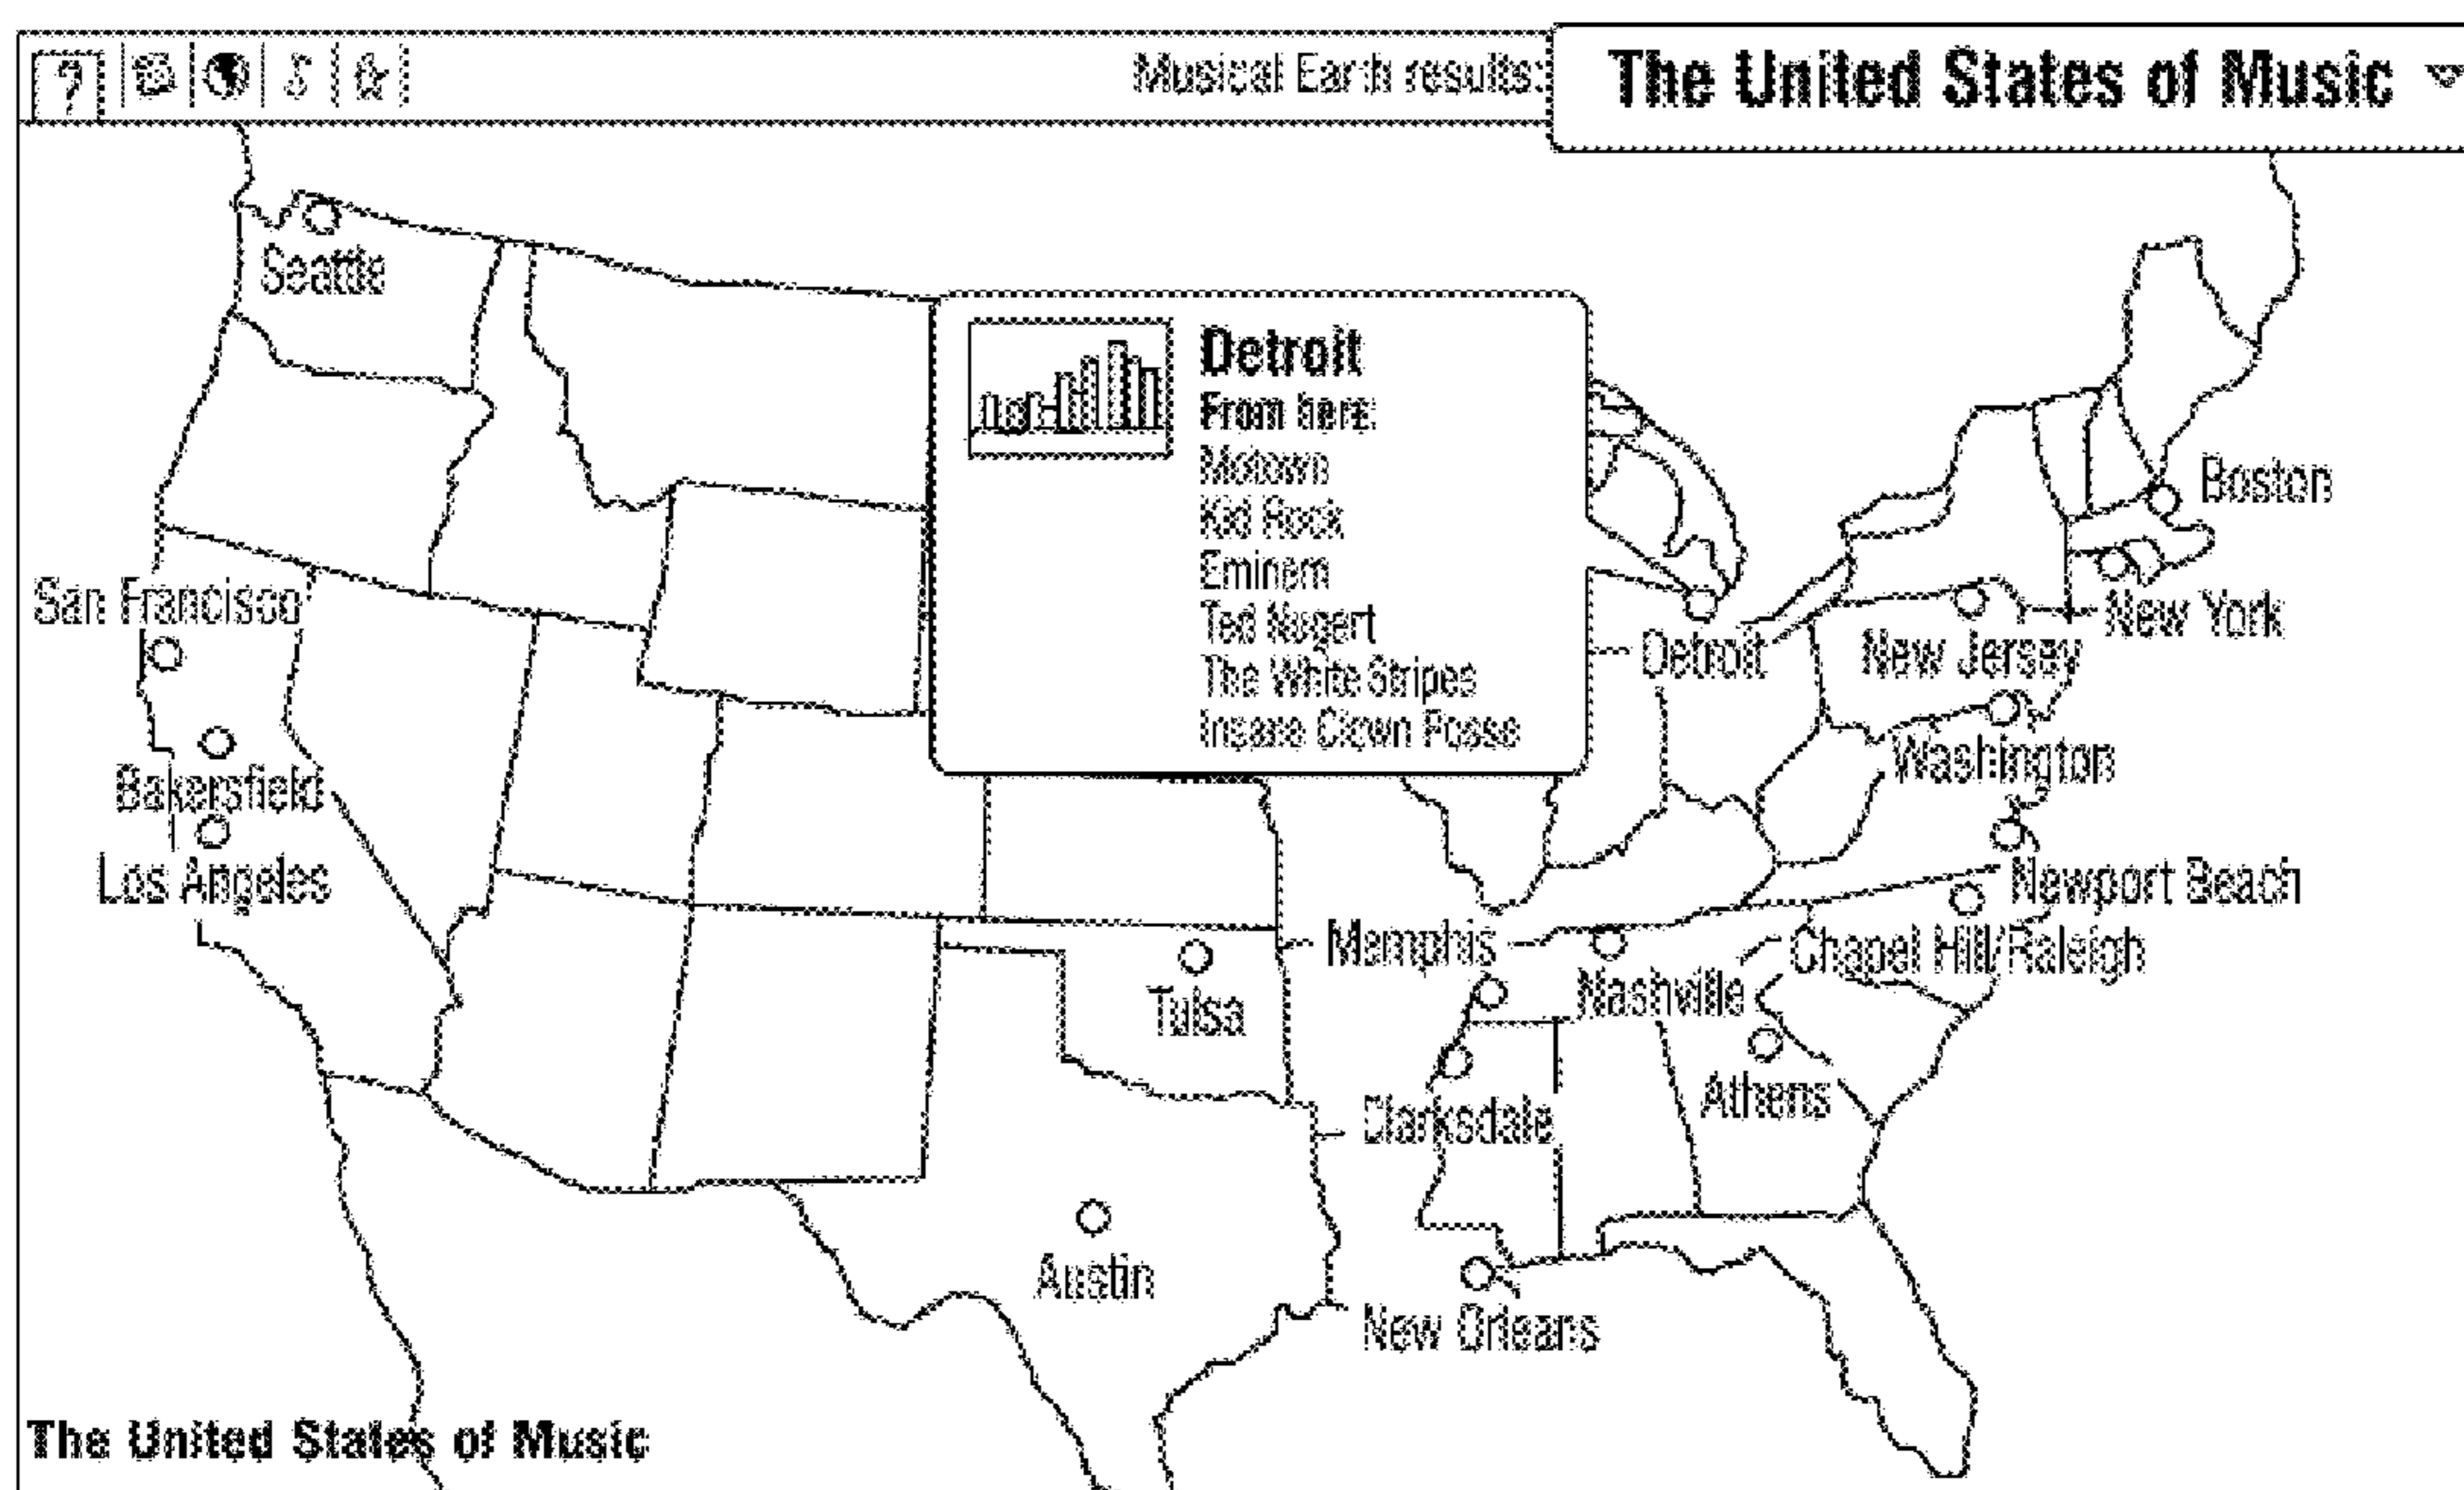 ?
Musical Earth results:
The United States of Music
Seattle
Detroit
From here:
Motown
Kid Rock
Eminem
Ted Nugert
The White Stripes
Insane Clown Posse
Boston
San Francisco
New York
Detroit
New Jersey
Washington
Bakersfield
Los Angeles
Newport Beach
Memphis
Chapel Hill/Raleigh
Nashville
Tulsa
Athens
Clarksdale
Austin
New Orleans
The United States of Music